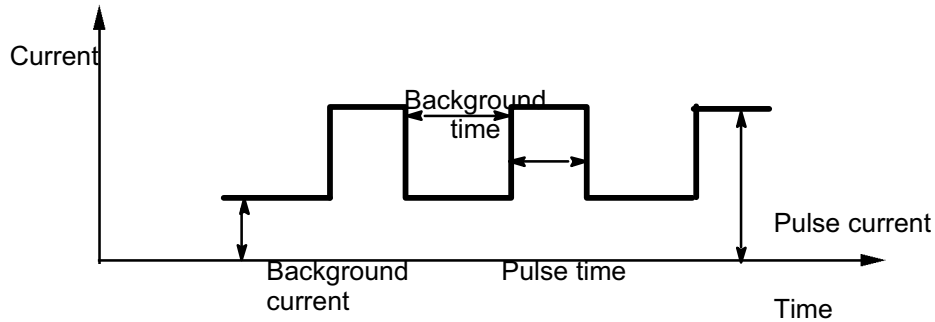 Current
Background
time
Pulse current
Background
current
Pulse time
Time